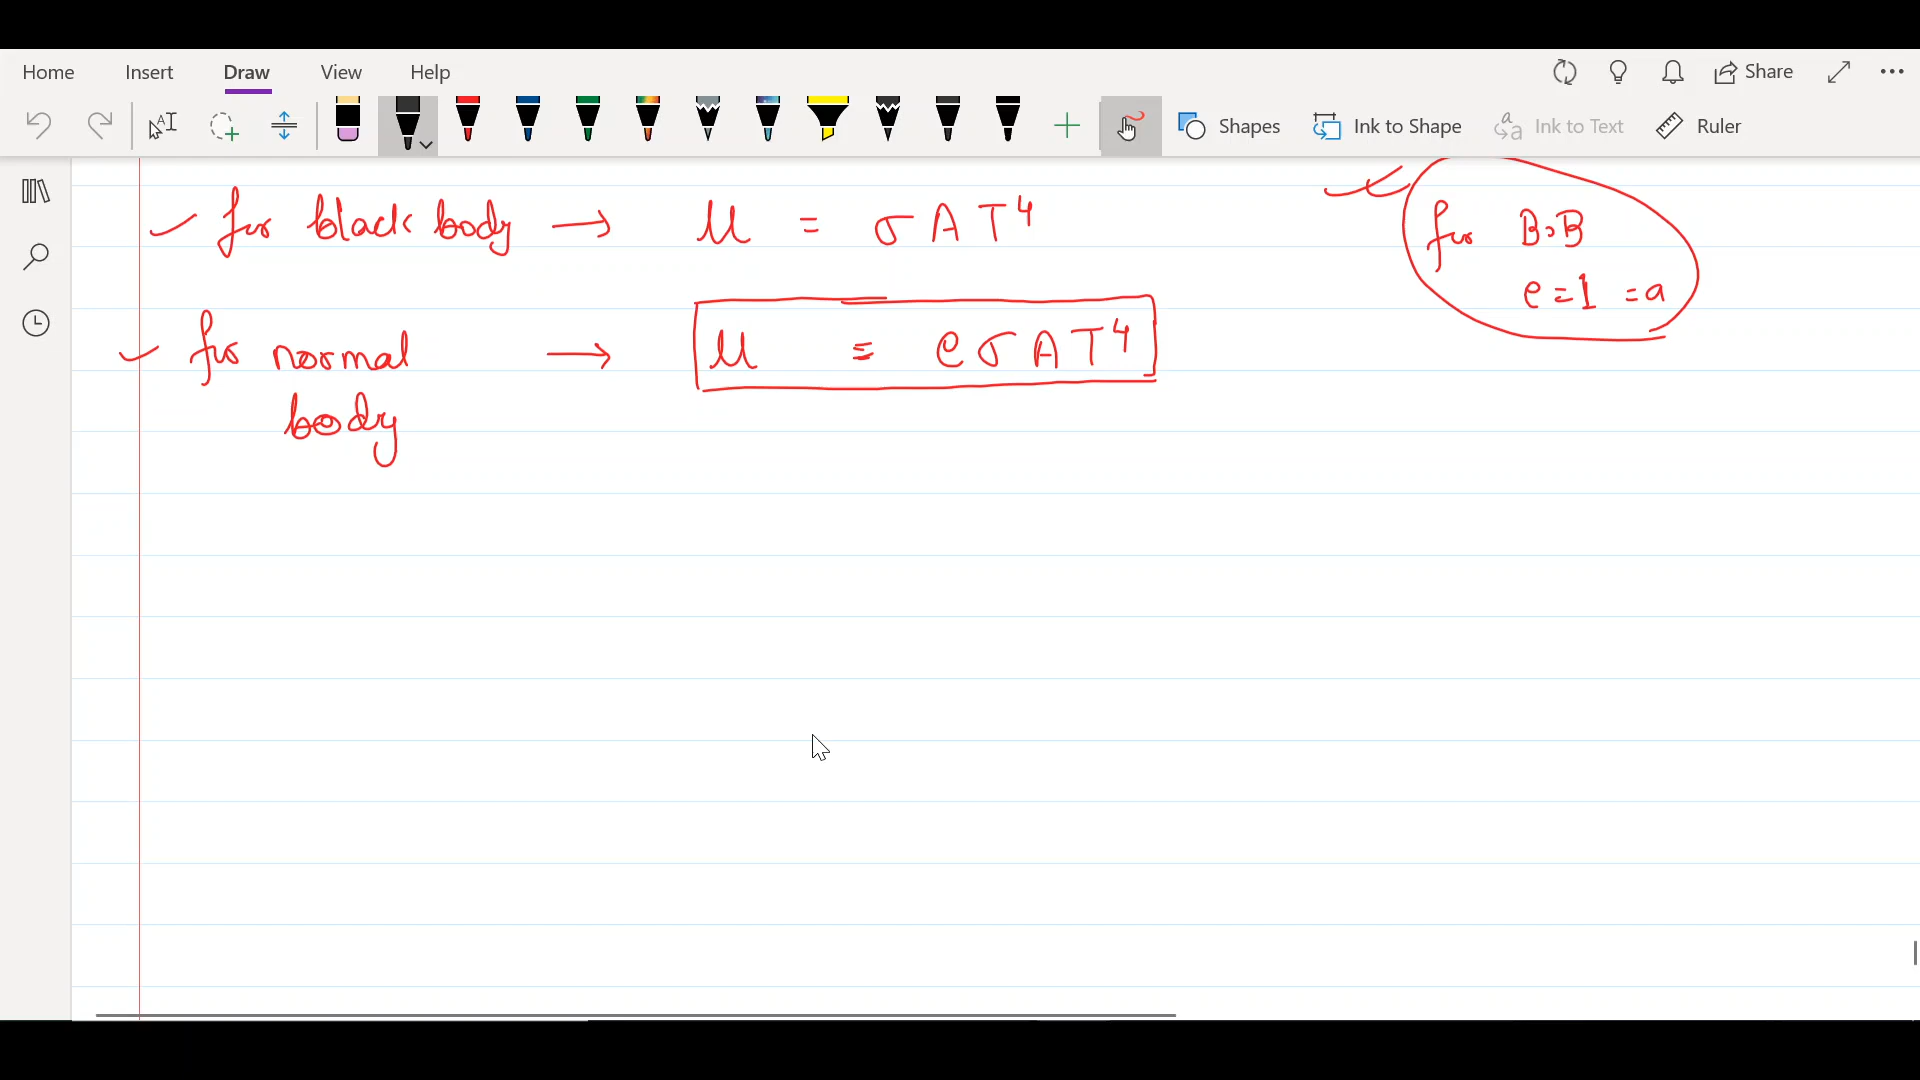 Home Insert Draw View Help Share
Shapes Ink to Shape Ink to Text Ruler
for black body → u = σAT⁴
for B.B
e = 1 = a
for normal → u = eσAT⁴
body